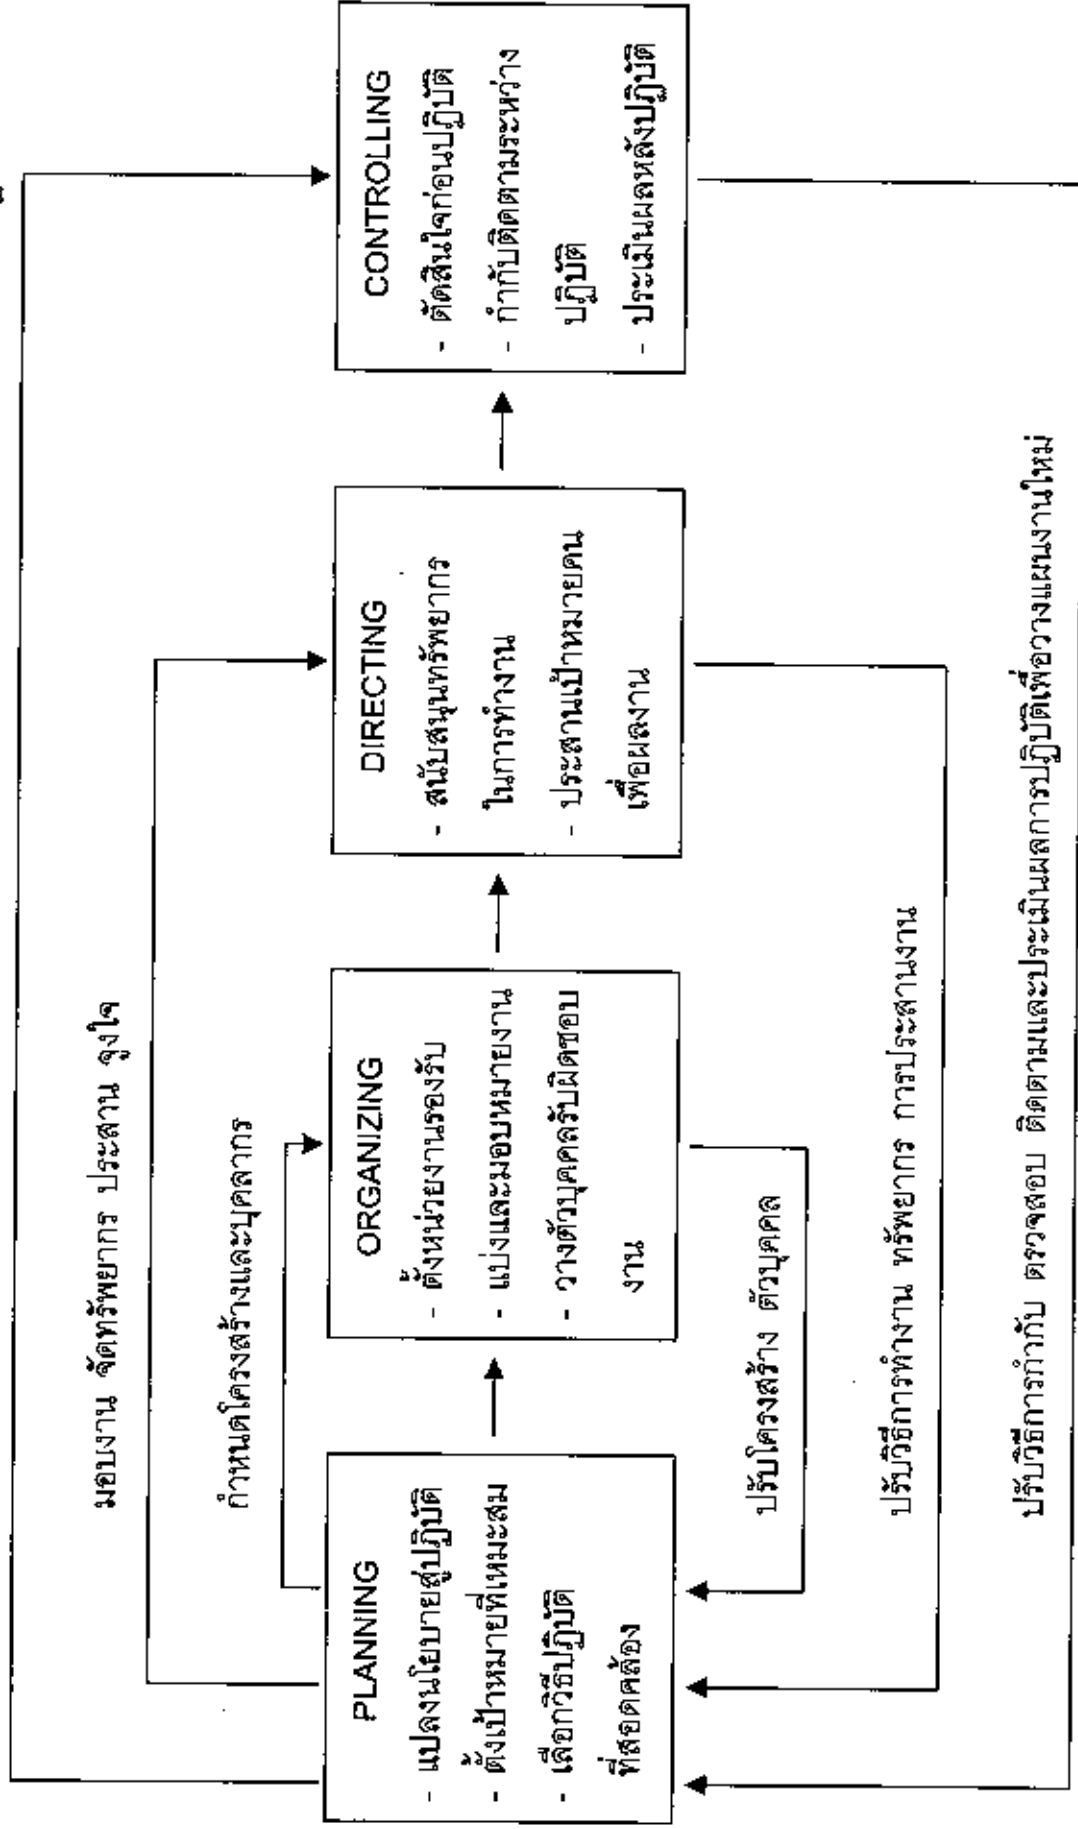 มอบงาน จัดทรัพยากร ประสาน จูงใจ
กำหนดโครงสร้างและบุคลากร
PLANNING
- แปลงนโยบายสู่ปฏิบัติ
- ตั้งเป้าหมายที่เหมะสม
- เลือกวิธีปฏิบัติ
ที่สอดคล้อง
ORGANIZING
- ตั้งหน่วยงานรองรับ
- แบ่งและมอบหมายงาน
- วางตัวบุคคลรับผิดชอบ
งาน
DIRECTING
- สนับสนุนทรัพยากร
ในการทำงาน
- ประสานเป้าหมายคน
เพื่อผลงาน
CONTROLLING
- ตัดสินใจก่อนปฏิบัติ
- กำกับติดตามระหว่าง
ปฏิบัติ
- ประเมินผลหลังปฏิบัติ
ปรับโครงสร้าง ตัวบุคคล
ปรับวิธีการทำงาน ทรัพยากร การประสานงาน
ปรับวิธีการกำกับ ตรวจสอบ ติดตามและประเมินผลการปฏิบัติเพื่อวางแผนงานใหม่